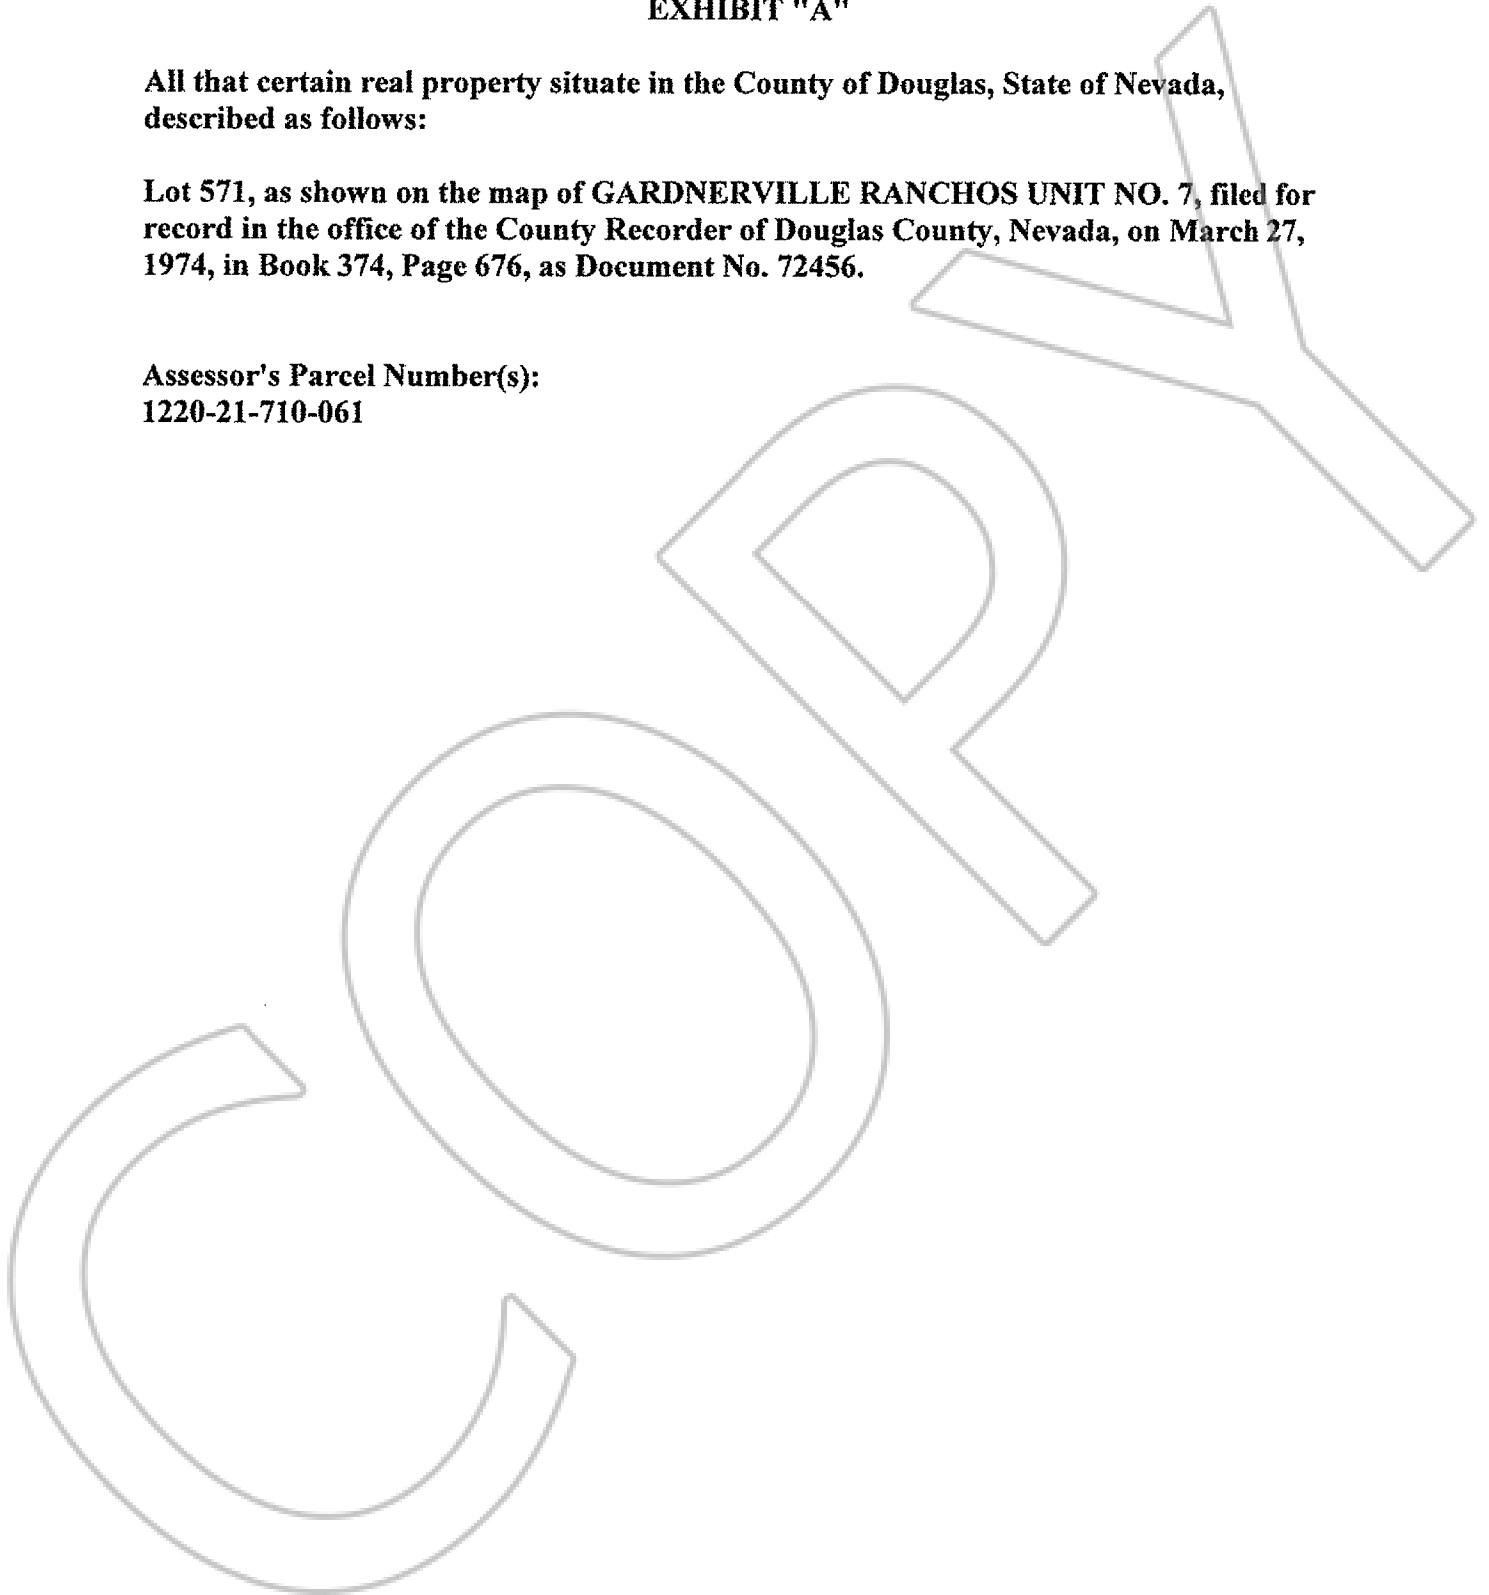 EXHIBIT "A"
All that certain real property situate in the County of Douglas, State of Nevada,
described as follows:
Lot 571, as shown on the map of GARDNERVILLE RANCHOS UNIT NO. 7, filed for
record in the office of the County Recorder of Douglas County, Nevada, on March 27,
1974, in Book 374, Page 676, as Document No. 72456.
Assessor's Parcel Number(s):
1220-21-710-061
COPY